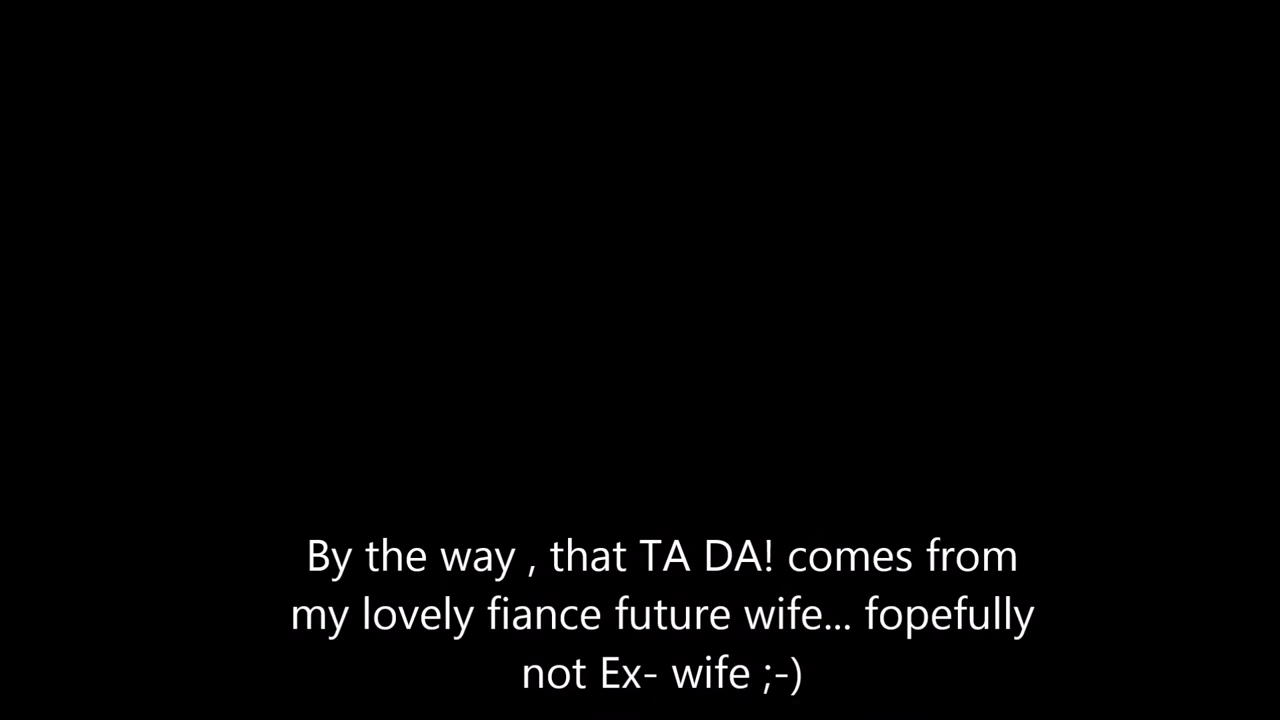 By the way , that TA DA! comes from
my lovely fiance future wife... fopefully
not Ex- wife ;-)